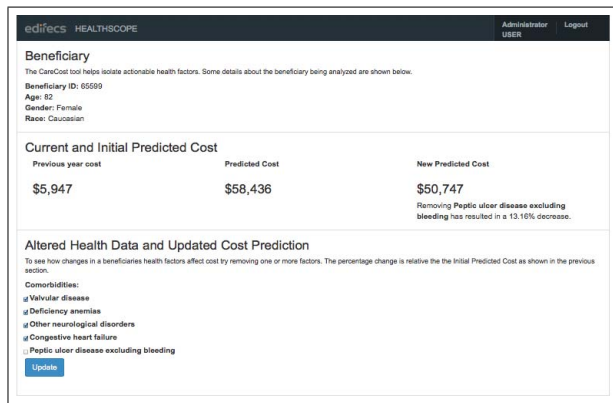 edifecs HEALTHSCOPE
Administrator USER
Logout
Beneficiary
The CareCost tool helps isolate actionable health factors. Some details about the beneficiary being analyzed are shown below.
Beneficiary ID: 65599
Age: 82
Gender: Female
Race: Caucasian
Current and Initial Predicted Cost
Previous year cost
$5,947
Predicted Cost
$58,436
New Predicted Cost
$50,747
Removing Peptic ulcer disease excluding
bleeding has resulted in a 13.16% decrease.
Altered Health Data and Updated Cost Prediction
To see how changes in a beneficiaries health factors affect cost try removing one or more factors. The percentage change is relative the the Initial Predicted Cost as shown in the previous
section.
Comorbidities:
Valvular disease
Deficiency anemias
Other neurological disorders
Congestive heart failure
Peptic ulcer disease excluding bleeding
Update